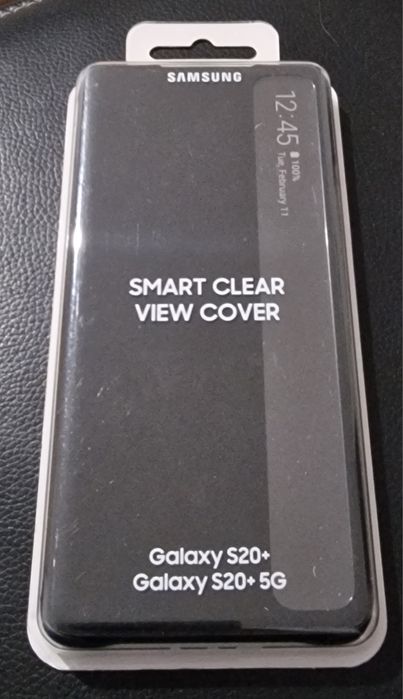 SAMSUNG
12:45
100%
Tue, February 11
SMART CLEAR
VIEW COVER
Galaxy S20+
Galaxy S20+ 5G